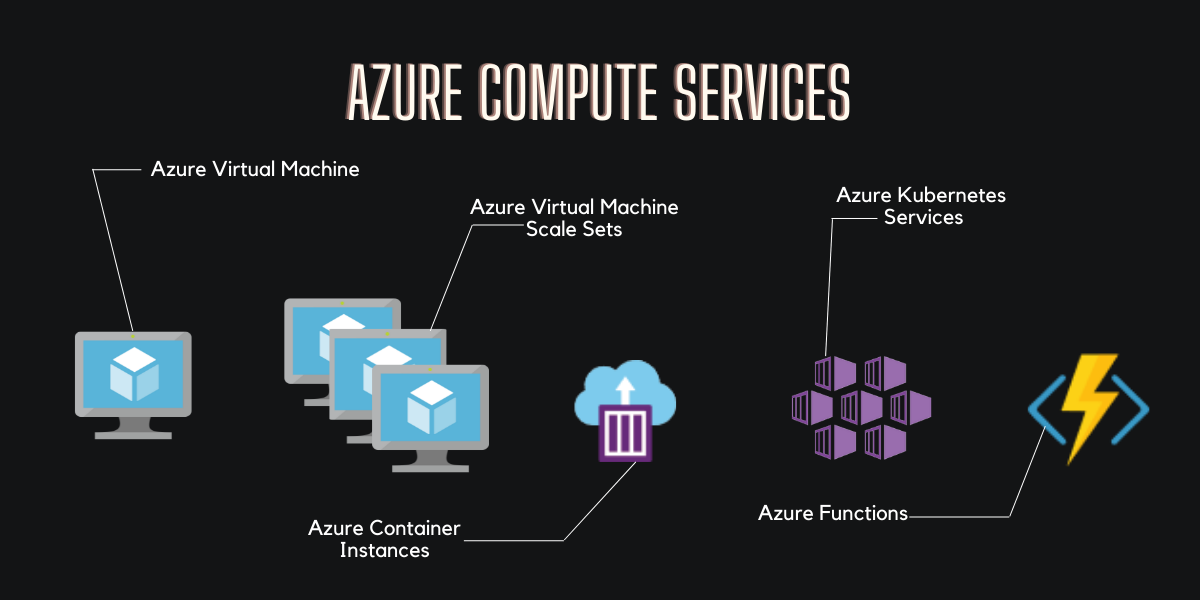 AZURE COMPUTE SERVICES
Azure Virtual Machine
Azure Virtual Machine
Scale Sets
Azure Kubernetes
Services
Azure Container
Instances
Azure Functions